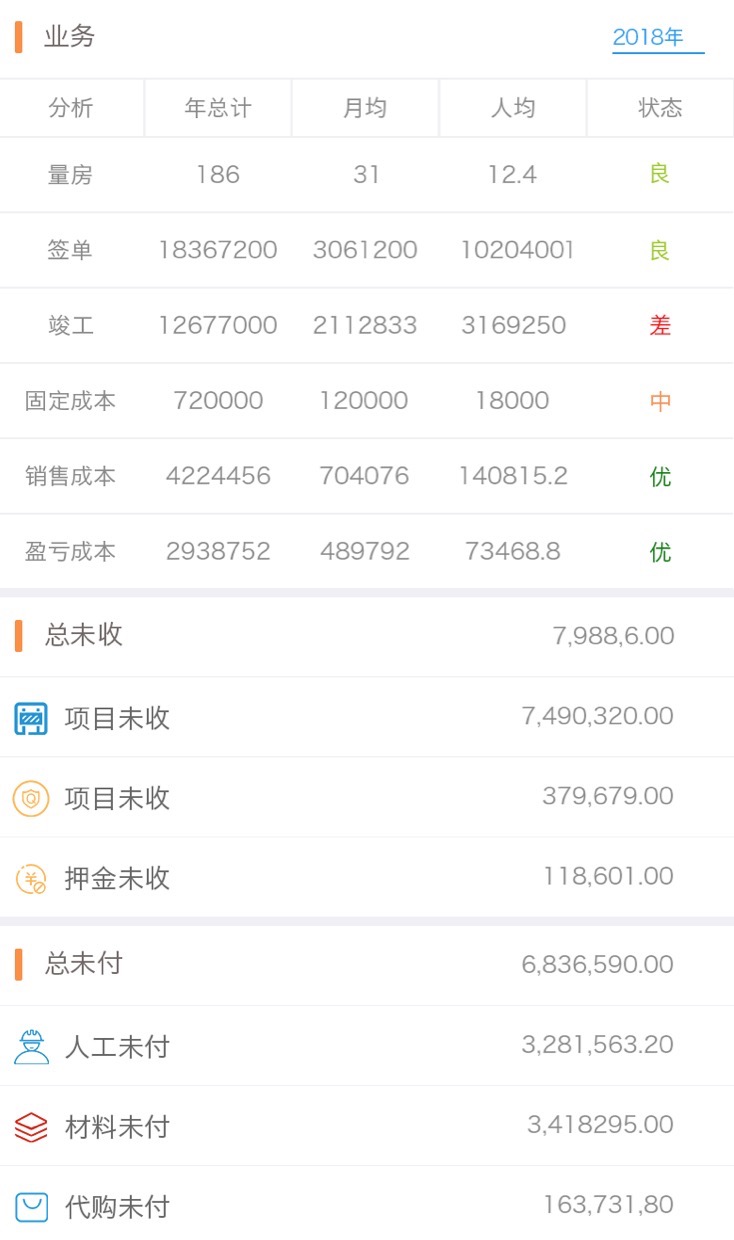 业务 2018年
分析 年总计 月均 人均 状态
量房 186 31 12.4 良
签单 18367200 3061200 10204001 良
竣工 12677000 2112833 3169250 差
固定成本 720000 120000 18000 中
销售成本 4224456 704076 140815.2 优
盈亏成本 2938752 489792 73468.8 优
总未收 7,988,6.00
项目未收 7,490,320.00
项目未收 379,679.00
押金未收 118,601.00
总未付 6,836,590.00
人工未付 3,281,563.20
材料未付 3,418295.00
代购未付 163,731,80